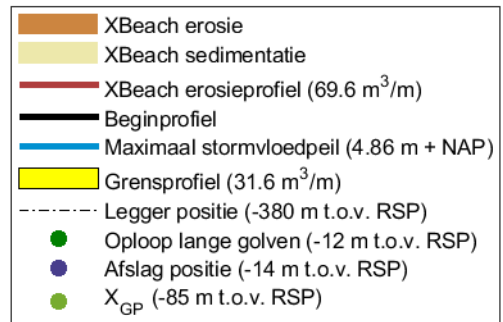 XBeach erosie
XBeach sedimentatie
XBeach erosieprofiel (69.6 m³/m)
Beginprofiel
Maximaal stormvloedpeil (4.86 m + NAP)
Grensprofiel (31.6 m³/m)
Legger positie (-380 m t.o.v. RSP)
Oploop lange golven (-12 m t.o.v. RSP)
Afslag positie (-14 m t.o.v. RSP)
X_GP (-85 m t.o.v. RSP)